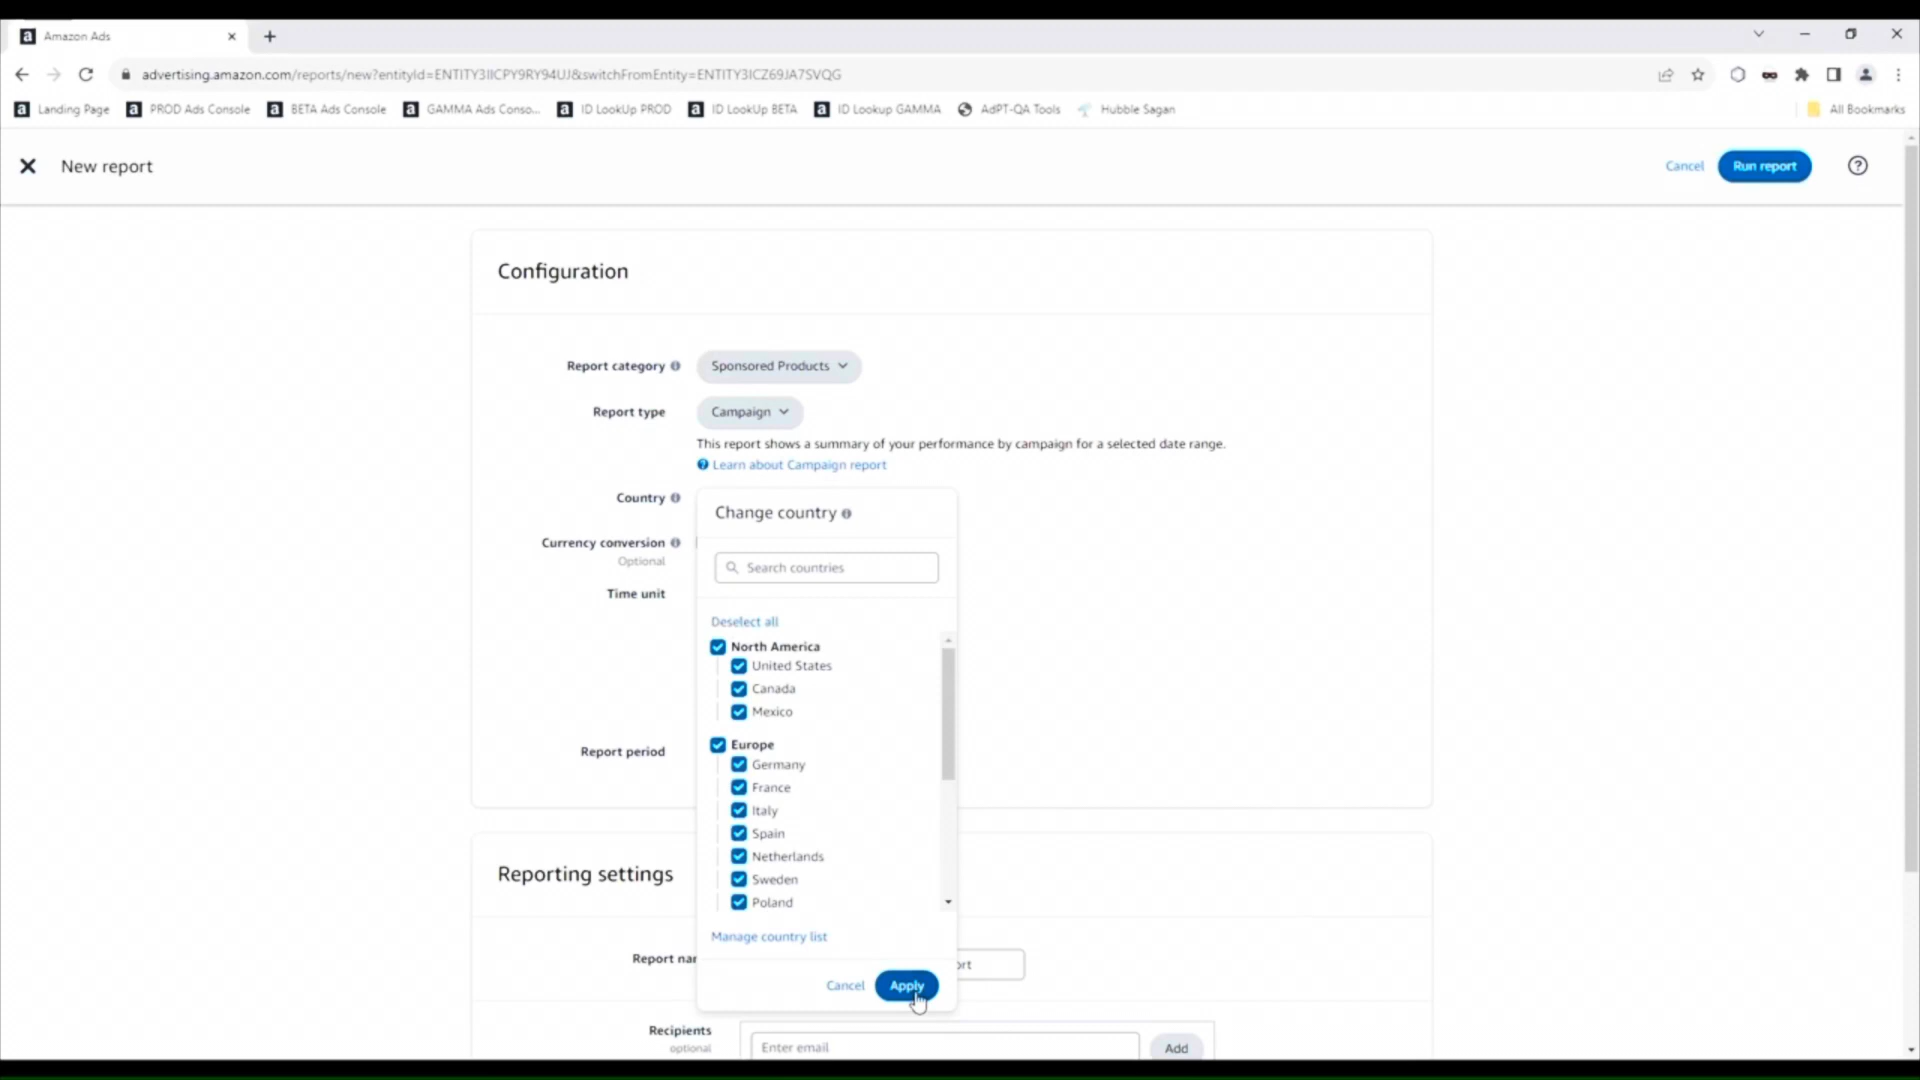 Amazon Ads
advertising.amazon.com/reports/new?entityId=ENTITY3IICPY9RY94UJ&switchFromEntity=ENTITY3ICZ69JA7SVQG
Landing Page PROD Ads Console BETA Ads Console GAMMA Ads Conso... ID LookUp PROD ID LookUp BETA ID Lookup GAMMA AdPT-QA Tools Hubble Sagan All Bookmarks
New report Cancel Run report
Configuration
Report category Sponsored Products
Report type Campaign
This report shows a summary of your performance by campaign for a selected date range.
Learn about Campaign report
Country
Change country
Currency conversion
Optional
Search countries
Time unit
Deselect all
North America
United States
Canada
Mexico
Report period
Europe
Germany
France
Italy
Spain
Netherlands
Reporting settings
Sweden
Poland
Manage country list
Report nar
ort
Cancel Apply
Recipients
optional
Enter email Add